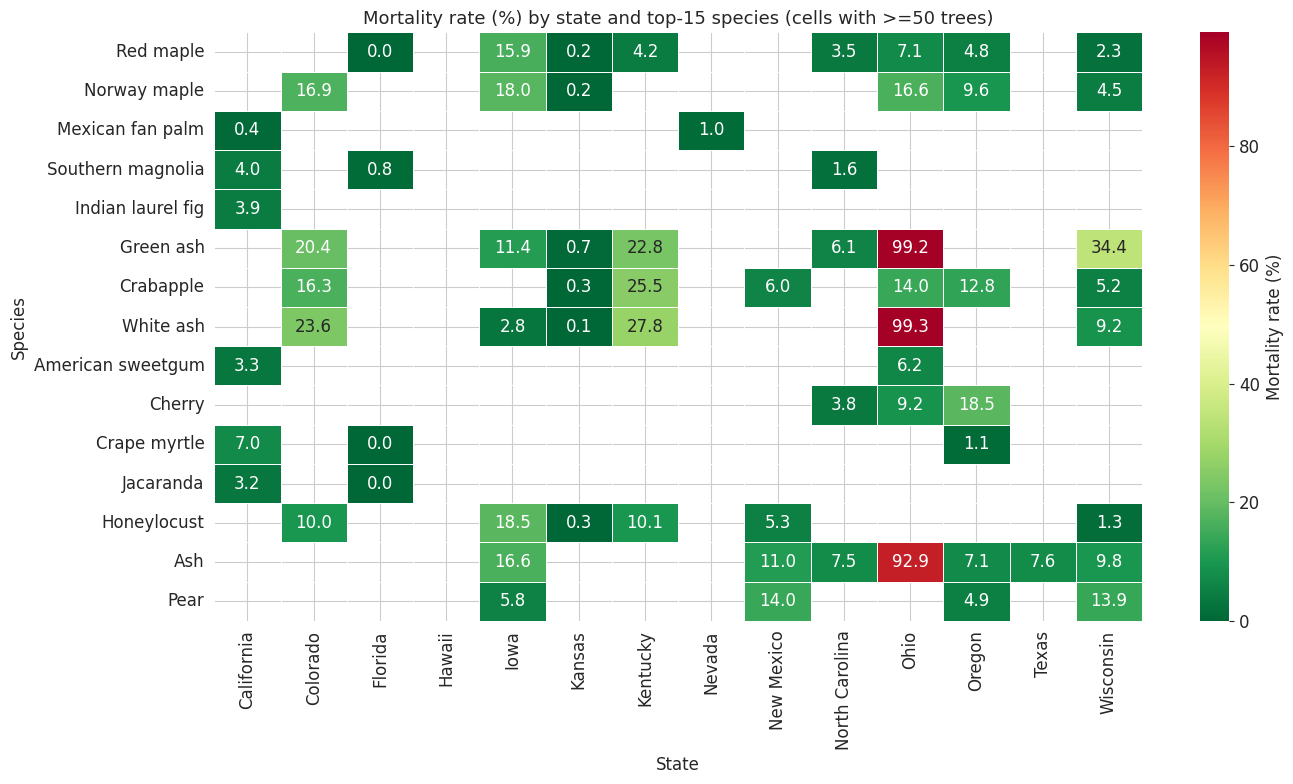 Mortality rate (%) by state and top-15 species (cells with >=50 trees)
Red maple 0.0 15.9 0.2 4.2 3.5 7.1 4.8 2.3
Norway maple 16.9 18.0 0.2 16.6 9.6 4.5
Mexican fan palm 0.4 1.0
Southern magnolia 4.0 0.8 1.6
Indian laurel fig 3.9
Green ash 20.4 11.4 0.7 22.8 6.1 99.2 34.4
Crabapple 16.3 0.3 25.5 6.0 14.0 12.8 5.2
White ash 23.6 2.8 0.1 27.8 99.3 9.2
American sweetgum 3.3 6.2
Cherry 3.8 9.2 18.5
Crape myrtle 7.0 0.0 1.1
Jacaranda 3.2 0.0
Honeylocust 10.0 18.5 0.3 10.1 5.3 1.3
Ash 16.6 11.0 7.5 92.9 7.1 7.6 9.8
Pear 5.8 14.0 4.9 13.9
Species
California
Colorado
Florida
Hawaii
Iowa
Kansas
Kentucky
Nevada
New Mexico
North Carolina
Ohio
Oregon
Texas
Wisconsin
State
80
60
40
20
0
Mortality rate (%)